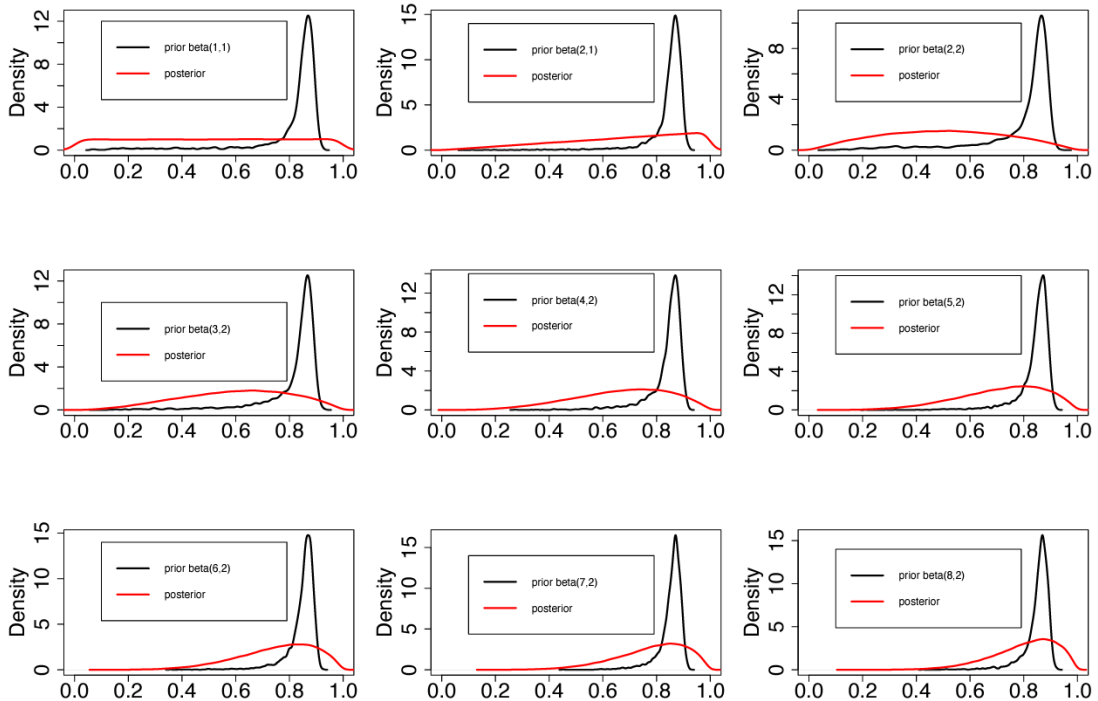 Density
0 4 8 12
prior beta(1,1)
posterior
0.0 0.2 0.4 0.6 0.8 1.0
Density
0 5 10 15
prior beta(2,1)
posterior
0.0 0.2 0.4 0.6 0.8 1.0
Density
0 4 8
prior beta(2,2)
posterior
0.0 0.2 0.4 0.6 0.8 1.0
Density
0 4 8 12
prior beta(3,2)
posterior
0.0 0.2 0.4 0.6 0.8 1.0
Density
0 4 8 12
prior beta(4,2)
posterior
0.0 0.2 0.4 0.6 0.8 1.0
Density
0 4 8 12
prior beta(5,2)
posterior
0.0 0.2 0.4 0.6 0.8 1.0
Density
0 5 10 15
prior beta(6,2)
posterior
0.0 0.2 0.4 0.6 0.8 1.0
Density
0 5 10 15
prior beta(7,2)
posterior
0.0 0.2 0.4 0.6 0.8 1.0
Density
0 5 10 15
prior beta(8,2)
posterior
0.0 0.2 0.4 0.6 0.8 1.0